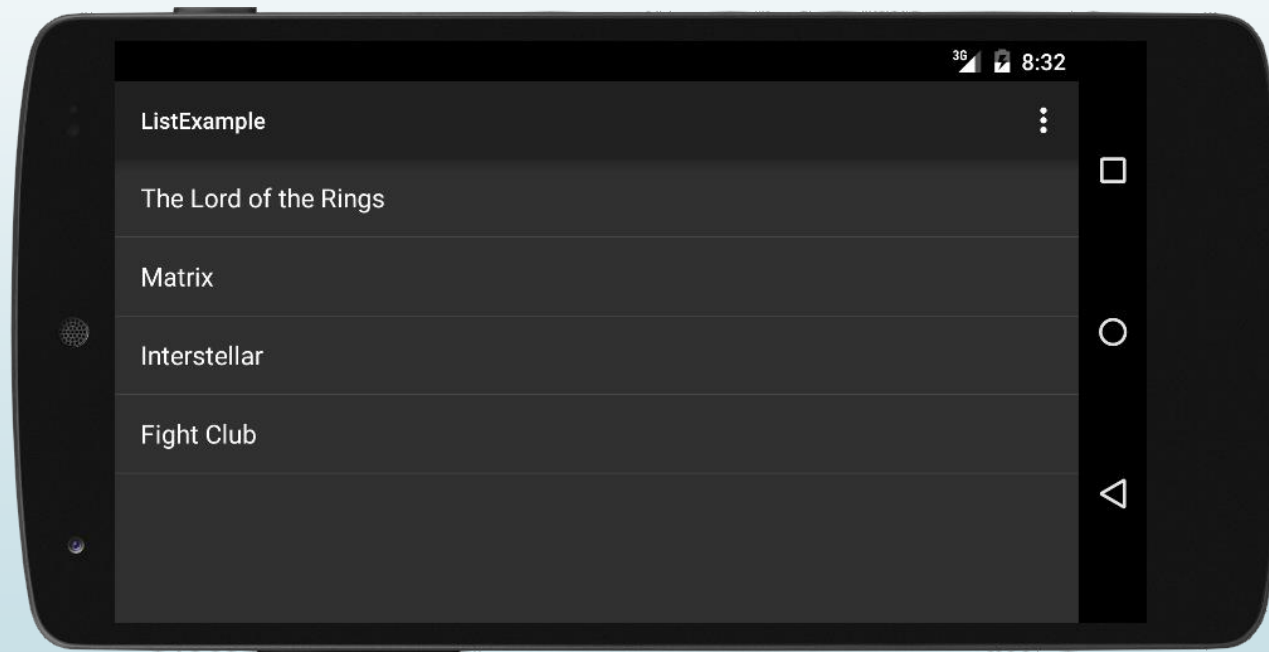 3G 8:32
ListExample
The Lord of the Rings
Matrix
Interstellar
Fight Club